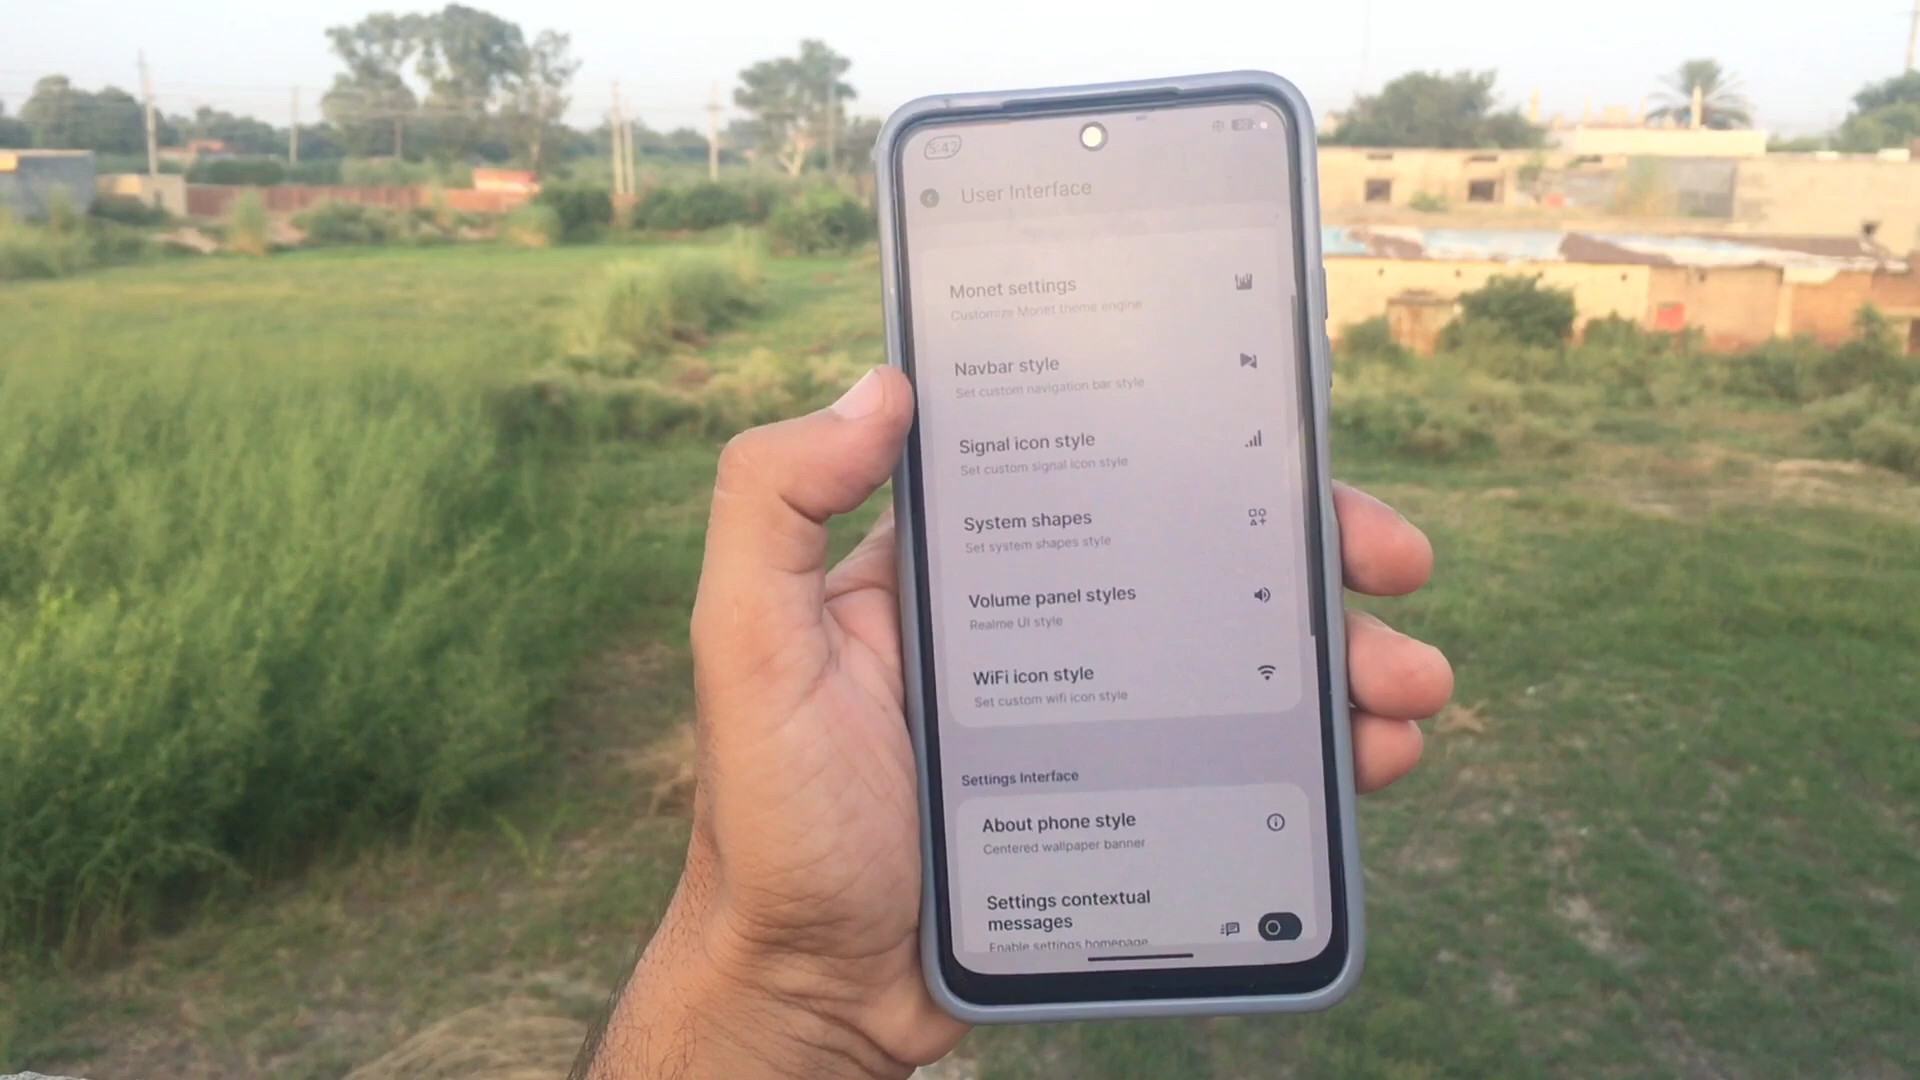 5:42
User Interface
Monet settings
Customize Monet theme engine
Navbar style
Set custom navigation bar style
Signal icon style
Set custom signal icon style
System shapes
Set system shapes style
Volume panel styles
Realme UI style
WiFi icon style
Set custom wifi icon style
Settings Interface
About phone style
Centered wallpaper banner
Settings contextual
messages
Enable settings homepage